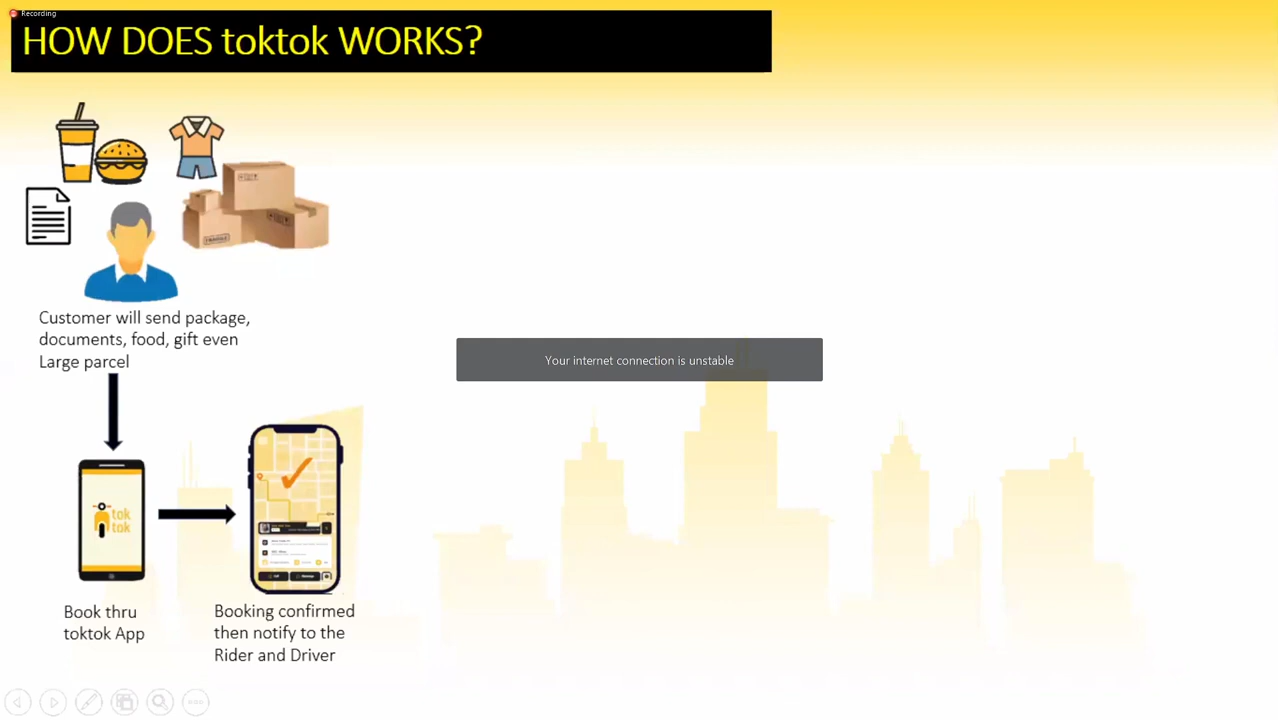 Recording
HOW DOES toktok WORKS?
FRAGILE
Customer will send package,
documents, food, gift even
Large parcel
Your internet connection is unstable
tok
tok
Book thru
toktok App
Booking confirmed
then notify to the
Rider and Driver